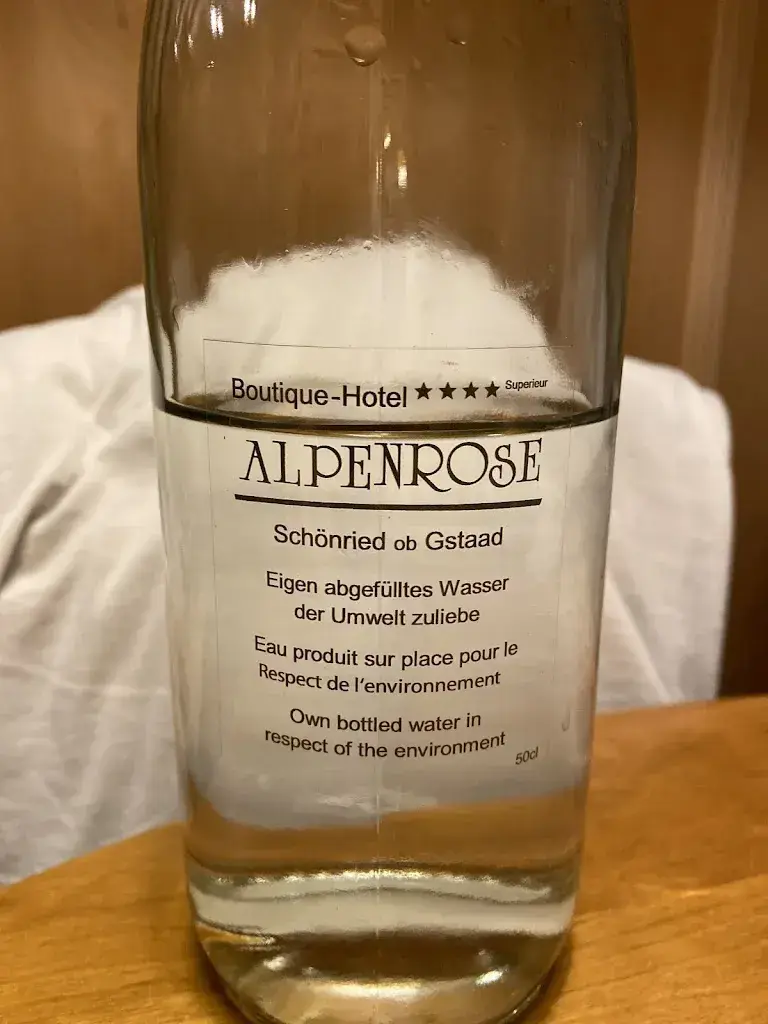 Boutique-Hotel ★★★★ Superieur
ALPENROSE
Schönried ob Gstaad
Eigen abgefülltes Wasser
der Umwelt zuliebe
Eau produit sur place pour le
Respect de l'environnement
Own bottled water in
respect of the environment
50cl